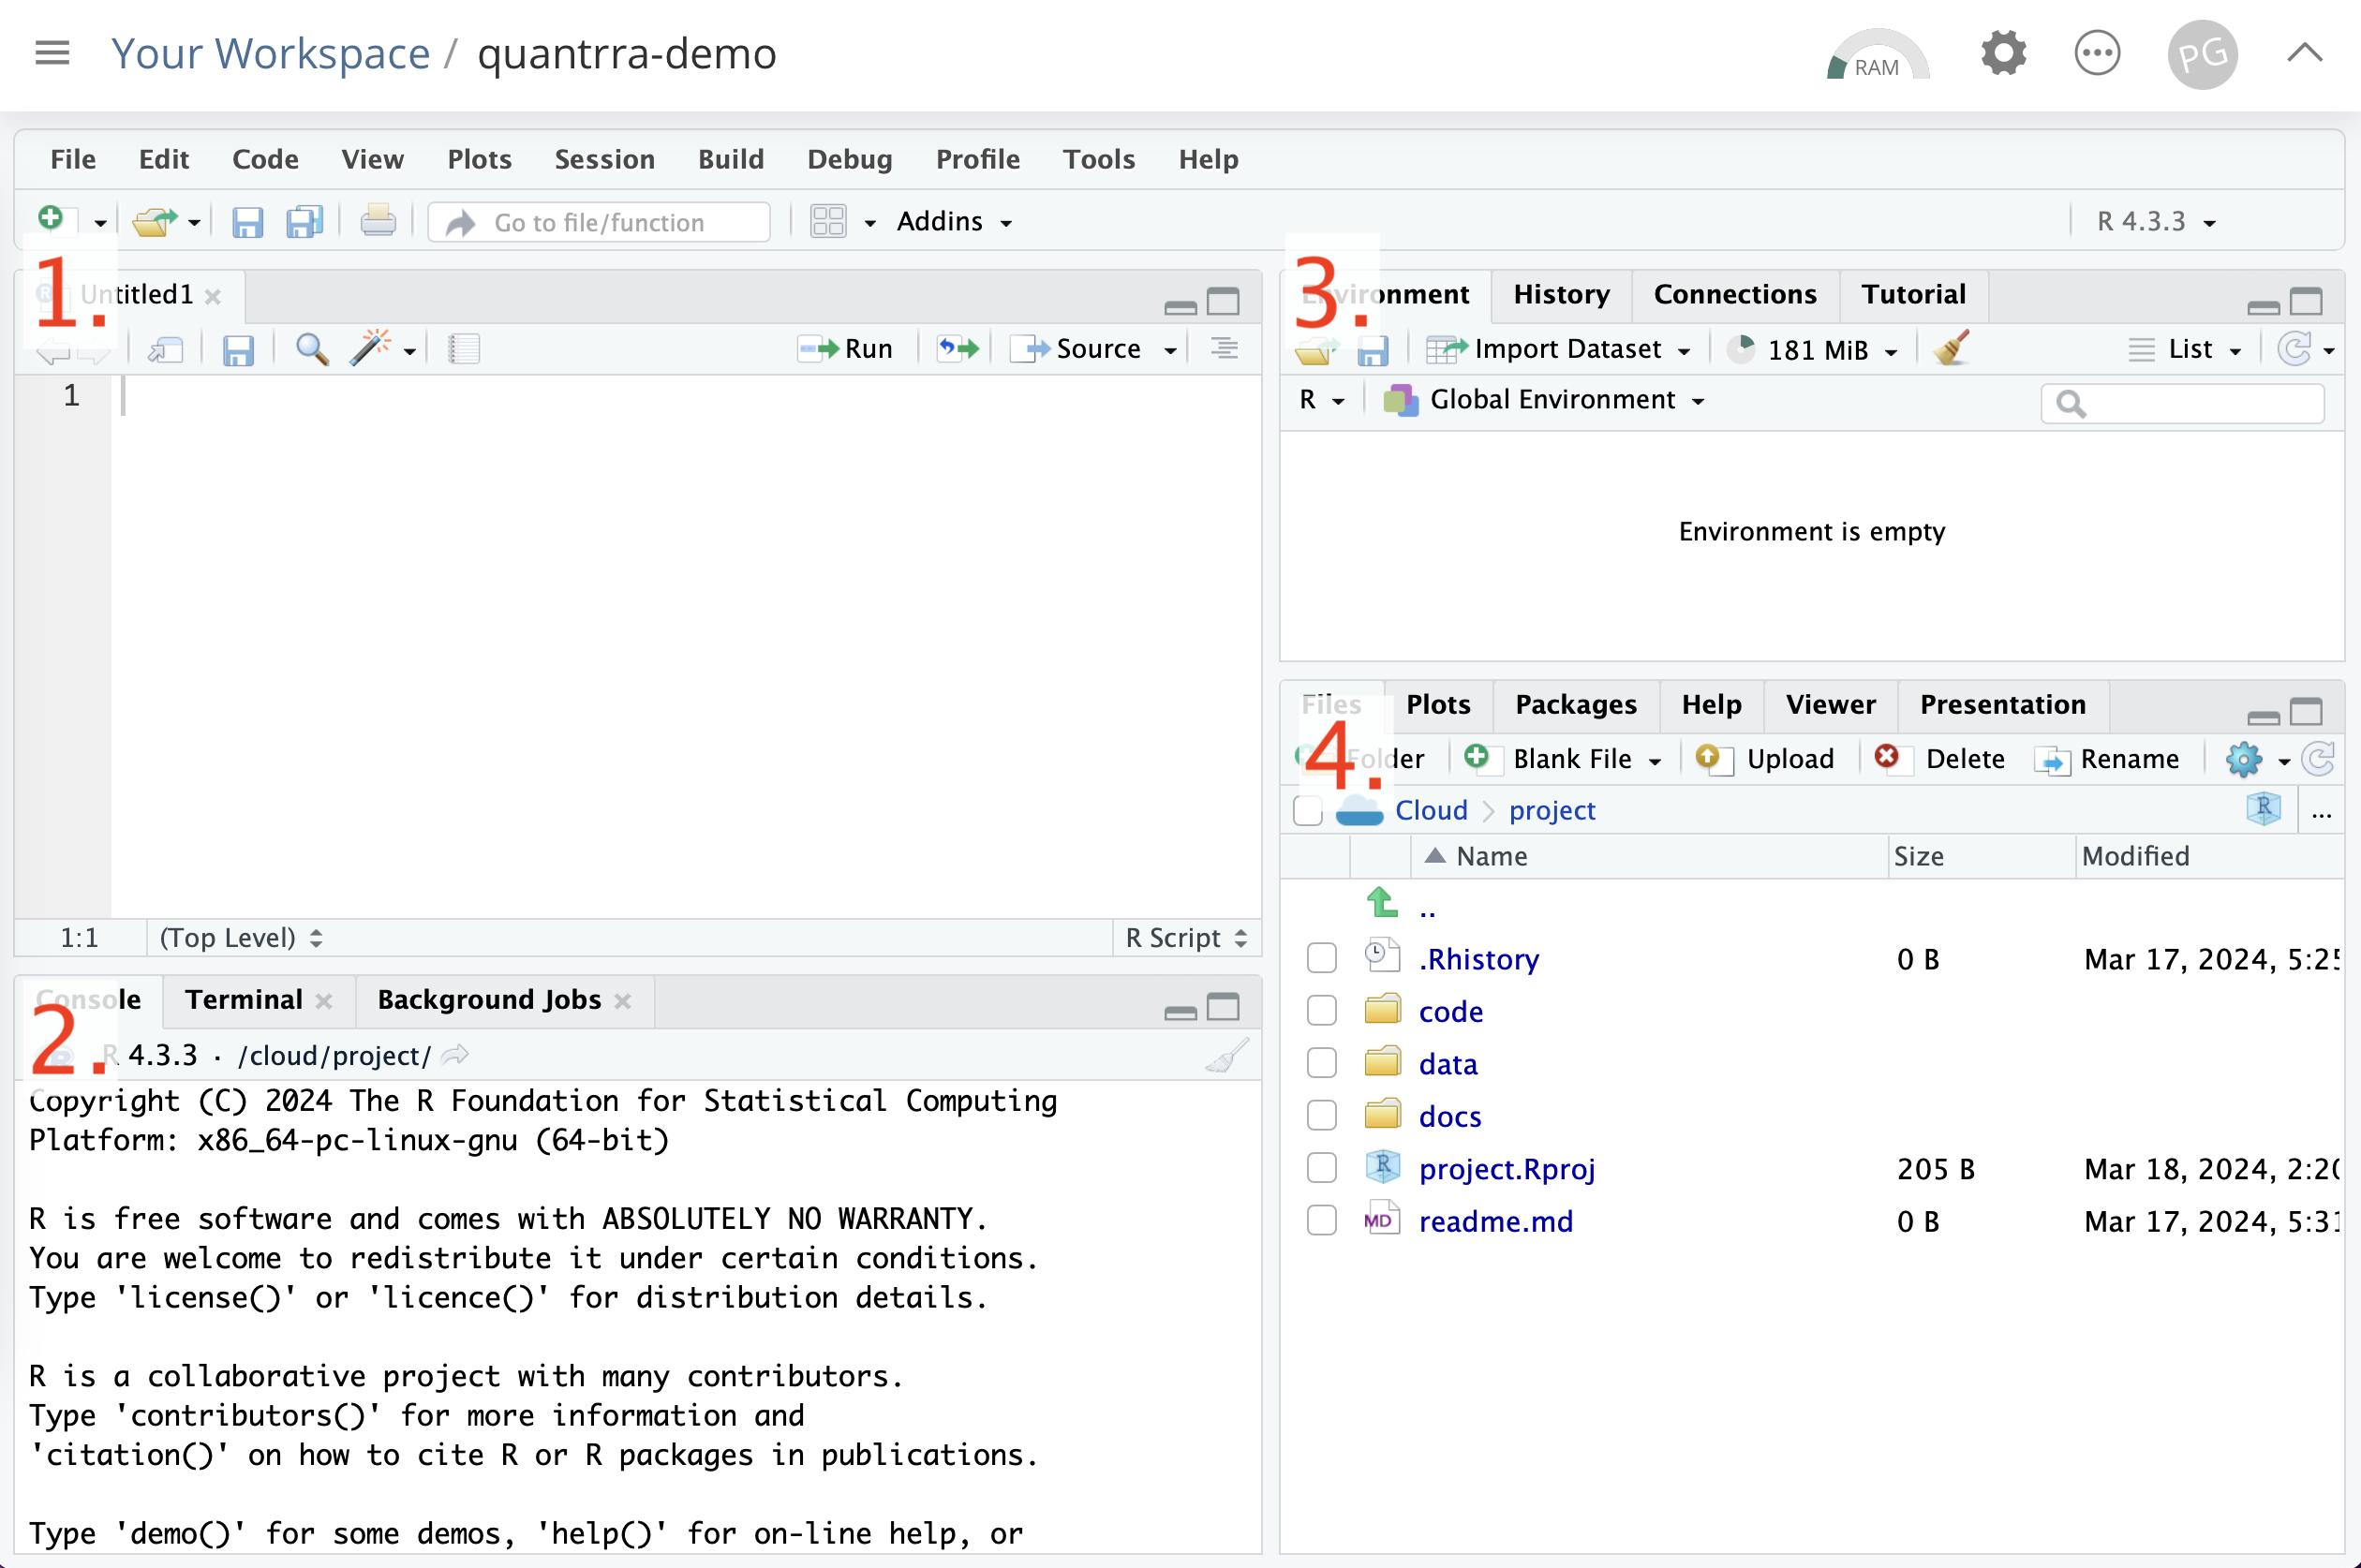 Your Workspace / quantrra-demo
RAM
PG
File Edit Code View Plots Session Build Debug Profile Tools Help
Go to file/function
Addins
R 4.3.3
1.
Untitled1
Run
Source
1
1:1
(Top Level)
R Script
2.
Console
Terminal
Background Jobs
R 4.3.3 · /cloud/project/
Copyright (C) 2024 The R Foundation for Statistical Computing
Platform: x86_64-pc-linux-gnu (64-bit)
R is free software and comes with ABSOLUTELY NO WARRANTY.
You are welcome to redistribute it under certain conditions.
Type 'license()' or 'licence()' for distribution details.
R is a collaborative project with many contributors.
Type 'contributors()' for more information and
'citation()' on how to cite R or R packages in publications.
Type 'demo()' for some demos, 'help()' for on-line help, or
3.
Environment History Connections Tutorial
Import Dataset
181 MiB
List
R
Global Environment
Environment is empty
4.
Files Plots Packages Help Viewer Presentation
Folder Blank File Upload Delete Rename
Cloud project
...
Name Size Modified
..
.Rhistory 0 B Mar 17, 2024, 5:25
code
data
docs
project.Rproj 205 B Mar 18, 2024, 2:20
readme.md 0 B Mar 17, 2024, 5:31
MD